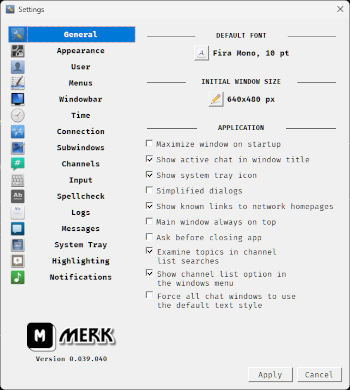 Settings
General
Appearance
User
Menus
Windowbar
Time
Connection
Subwindows
Channels
Input
Spellcheck
Logs
Messages
System Tray
Highlighting
Notifications
M MERK
Version 0.039.040
DEFAULT FONT
Fira Mono, 10 pt
INITIAL WINDOW SIZE
640x480 px
APPLICATION
Maximize window on startup
Show active chat in window title
Show system tray icon
Simplified dialogs
Show known links to network homepages
Main window always on top
Ask before closing app
Examine topics in channel
list searches
Show channel list option in
the windows menu
Force all chat windows to use
the default text style
Apply
Cancel